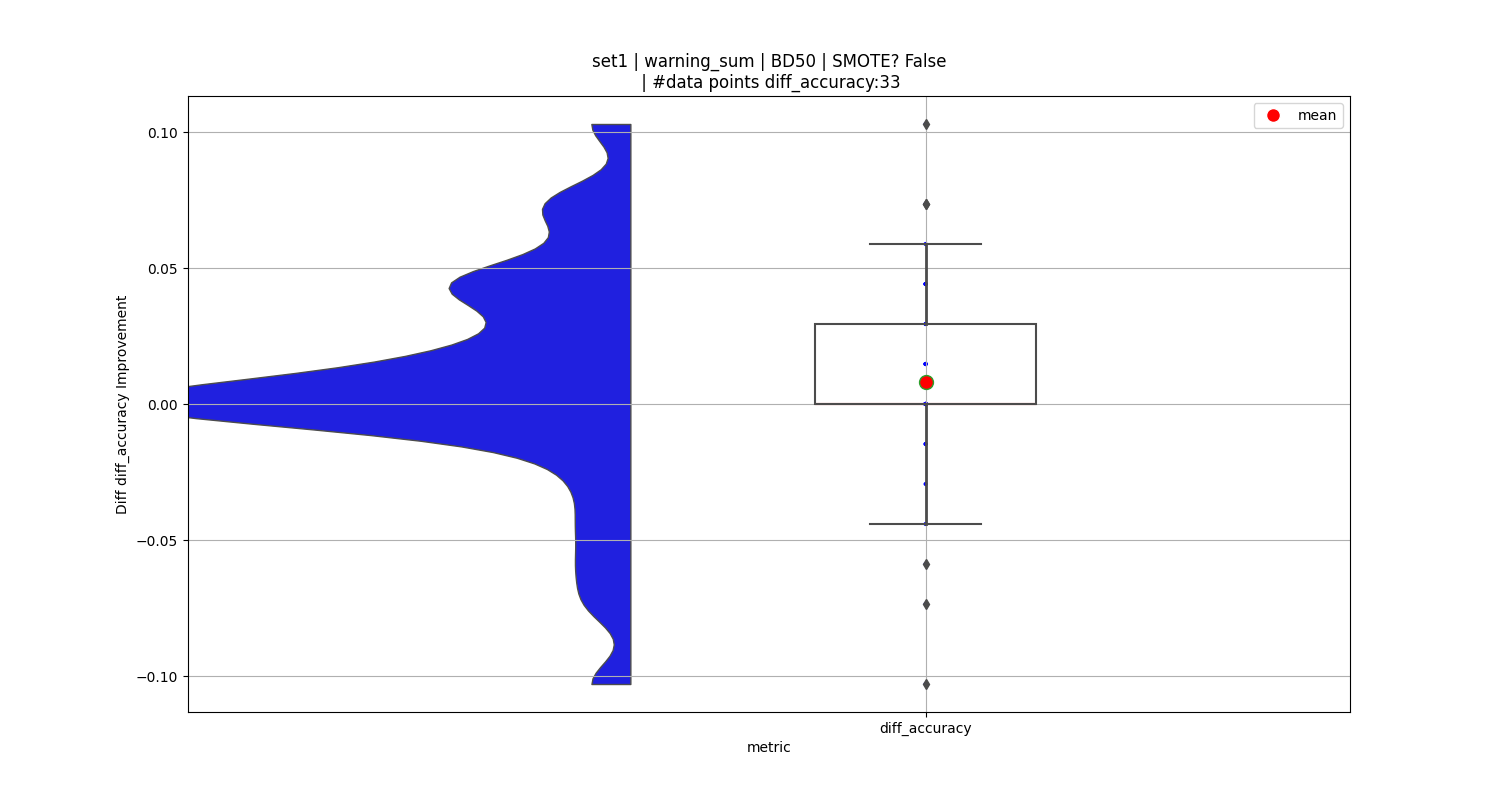 set1 | warning_sum | BD50 | SMOTE? False
| #data points diff_accuracy:33
mean
0.10
0.05
0.00
−0.05
−0.10
Diff diff_accuracy Improvement
diff_accuracy
metric